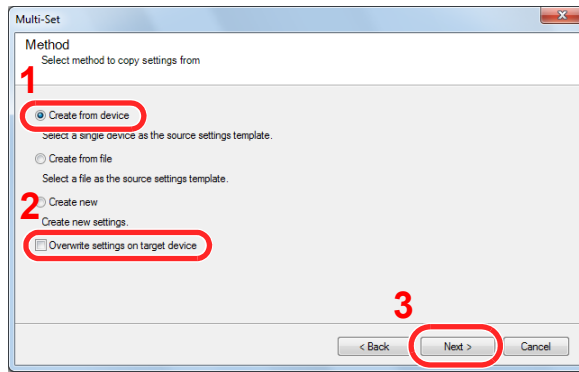 Multi-Set
Method
Select method to copy settings from
1
Create from device
Select a single device as the source settings template.
Create from file
Select a file as the source settings template.
2
Create new
Create new settings.
Overwrite settings on target device
3
< Back
Next >
Cancel